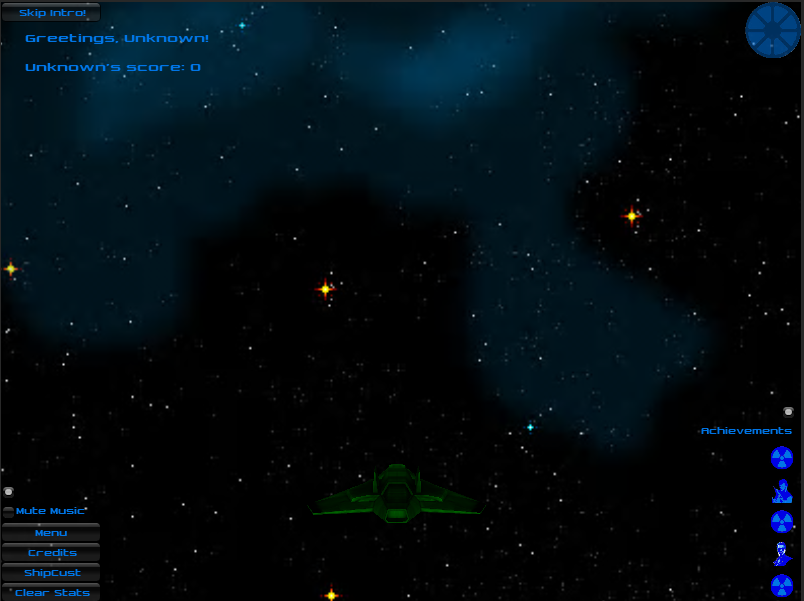 Skip Intro!
Greetings, Unknown!
Unknown's score: 0
Achievements
Mute Music
Menu
Credits
ShipCust
Clear Stats